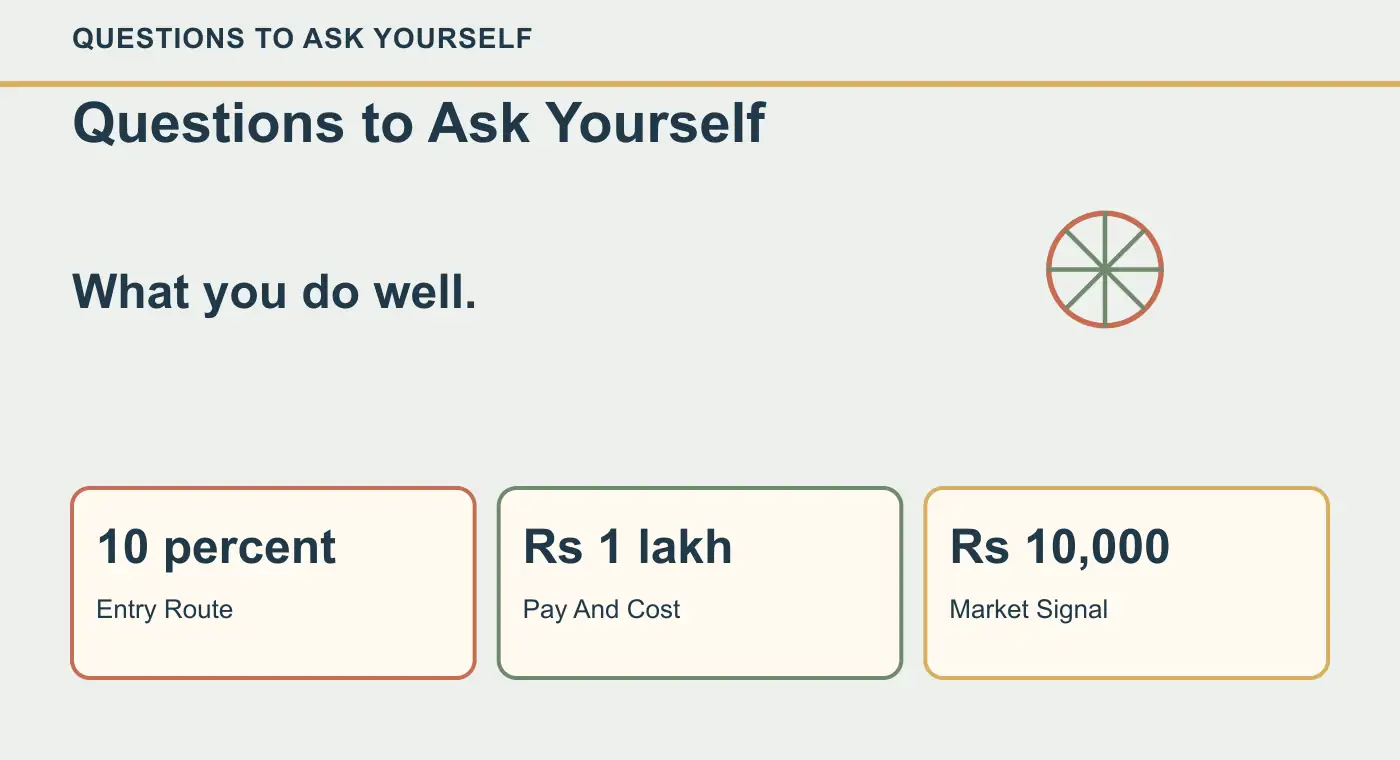 QUESTIONS TO ASK YOURSELF
Questions to Ask Yourself
What you do well.
10 percent
Entry Route
Rs 1 lakh
Pay And Cost
Rs 10,000
Market Signal